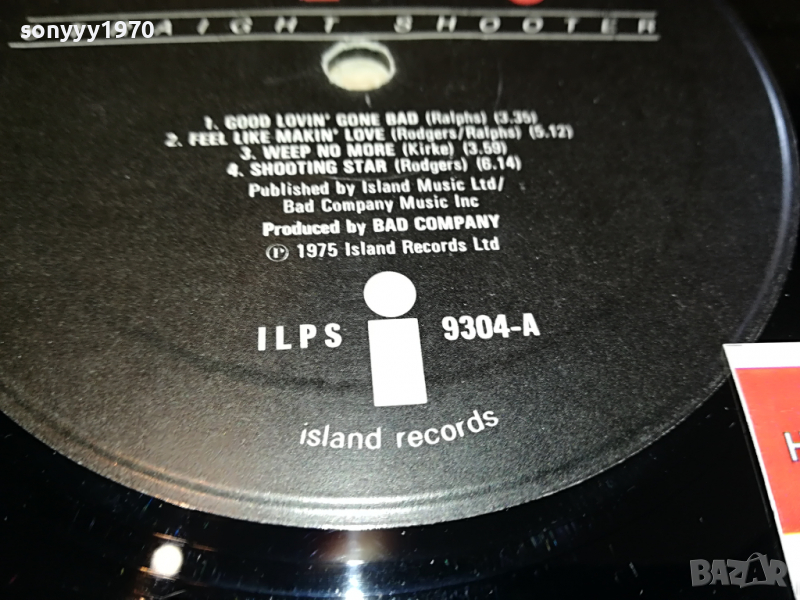 sonyyy1970
SHOOTER
1. GOOD LOVIN' GONE BAD (Ralphs) (3.35)
2. FEEL LIKE MAKIN' LOVE (Rodgers/Ralphs) (5.12)
3. WEEP NO MORE (Kirke) (3.59)
4. SHOOTING STAR (Rodgers) (6.14)
Published by Island Music Ltd/
Bad Company Music Inc
Produced by BAD COMPANY
℗ 1975 Island Records Ltd
ILPS i 9304-A
island records
H
BAZAR